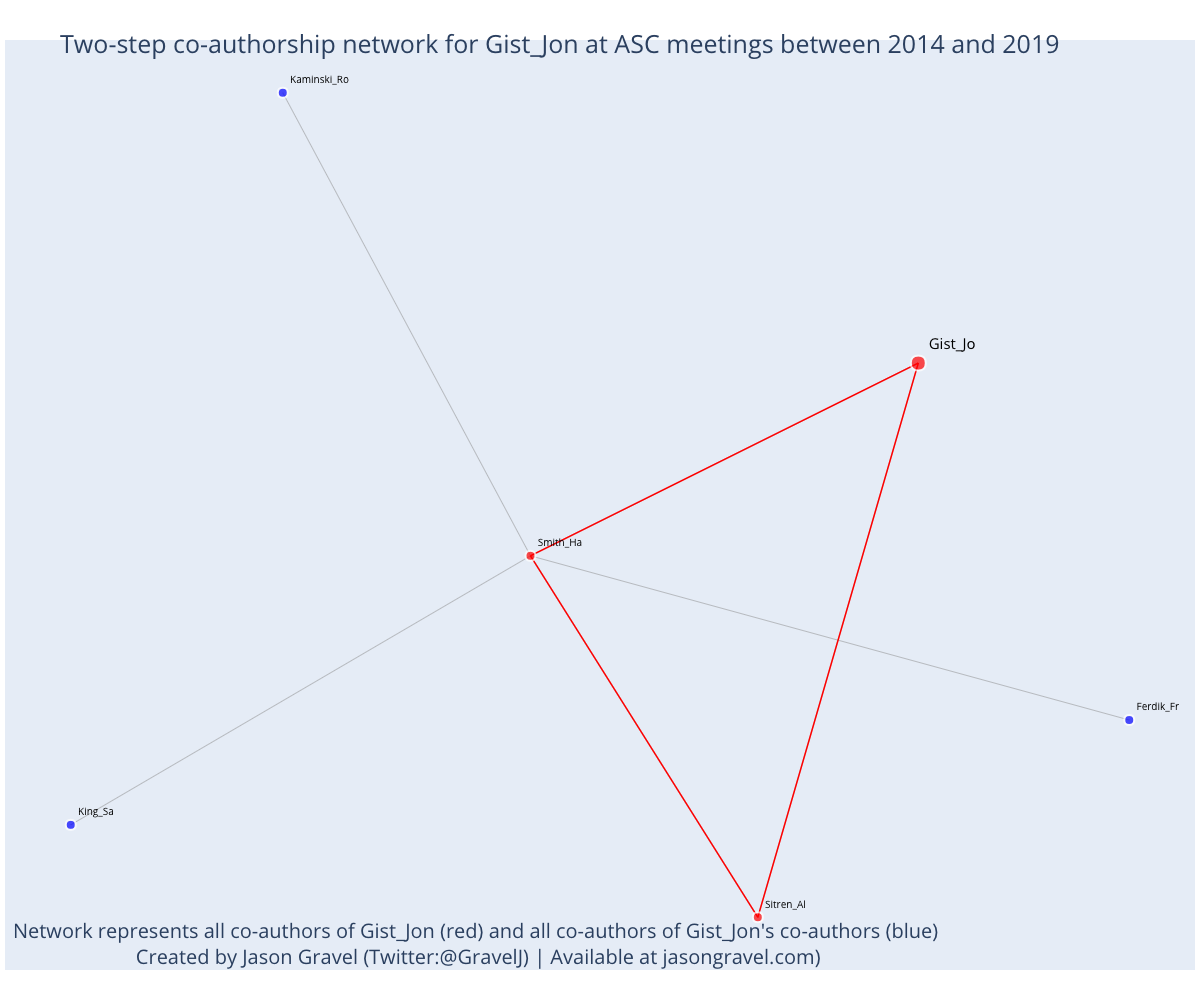 Two-step co-authorship network for Gist_Jon at ASC meetings between 2014 and 2019
Kaminski_Ro
Gist_Jo
Smith_Ha
Ferdik_Fr
King_Sa
Sitren_Al
Network represents all co-authors of Gist_Jon (red) and all co-authors of Gist_Jon's co-authors (blue)
Created by Jason Gravel (Twitter:@GravelJ) | Available at jasongravel.com)